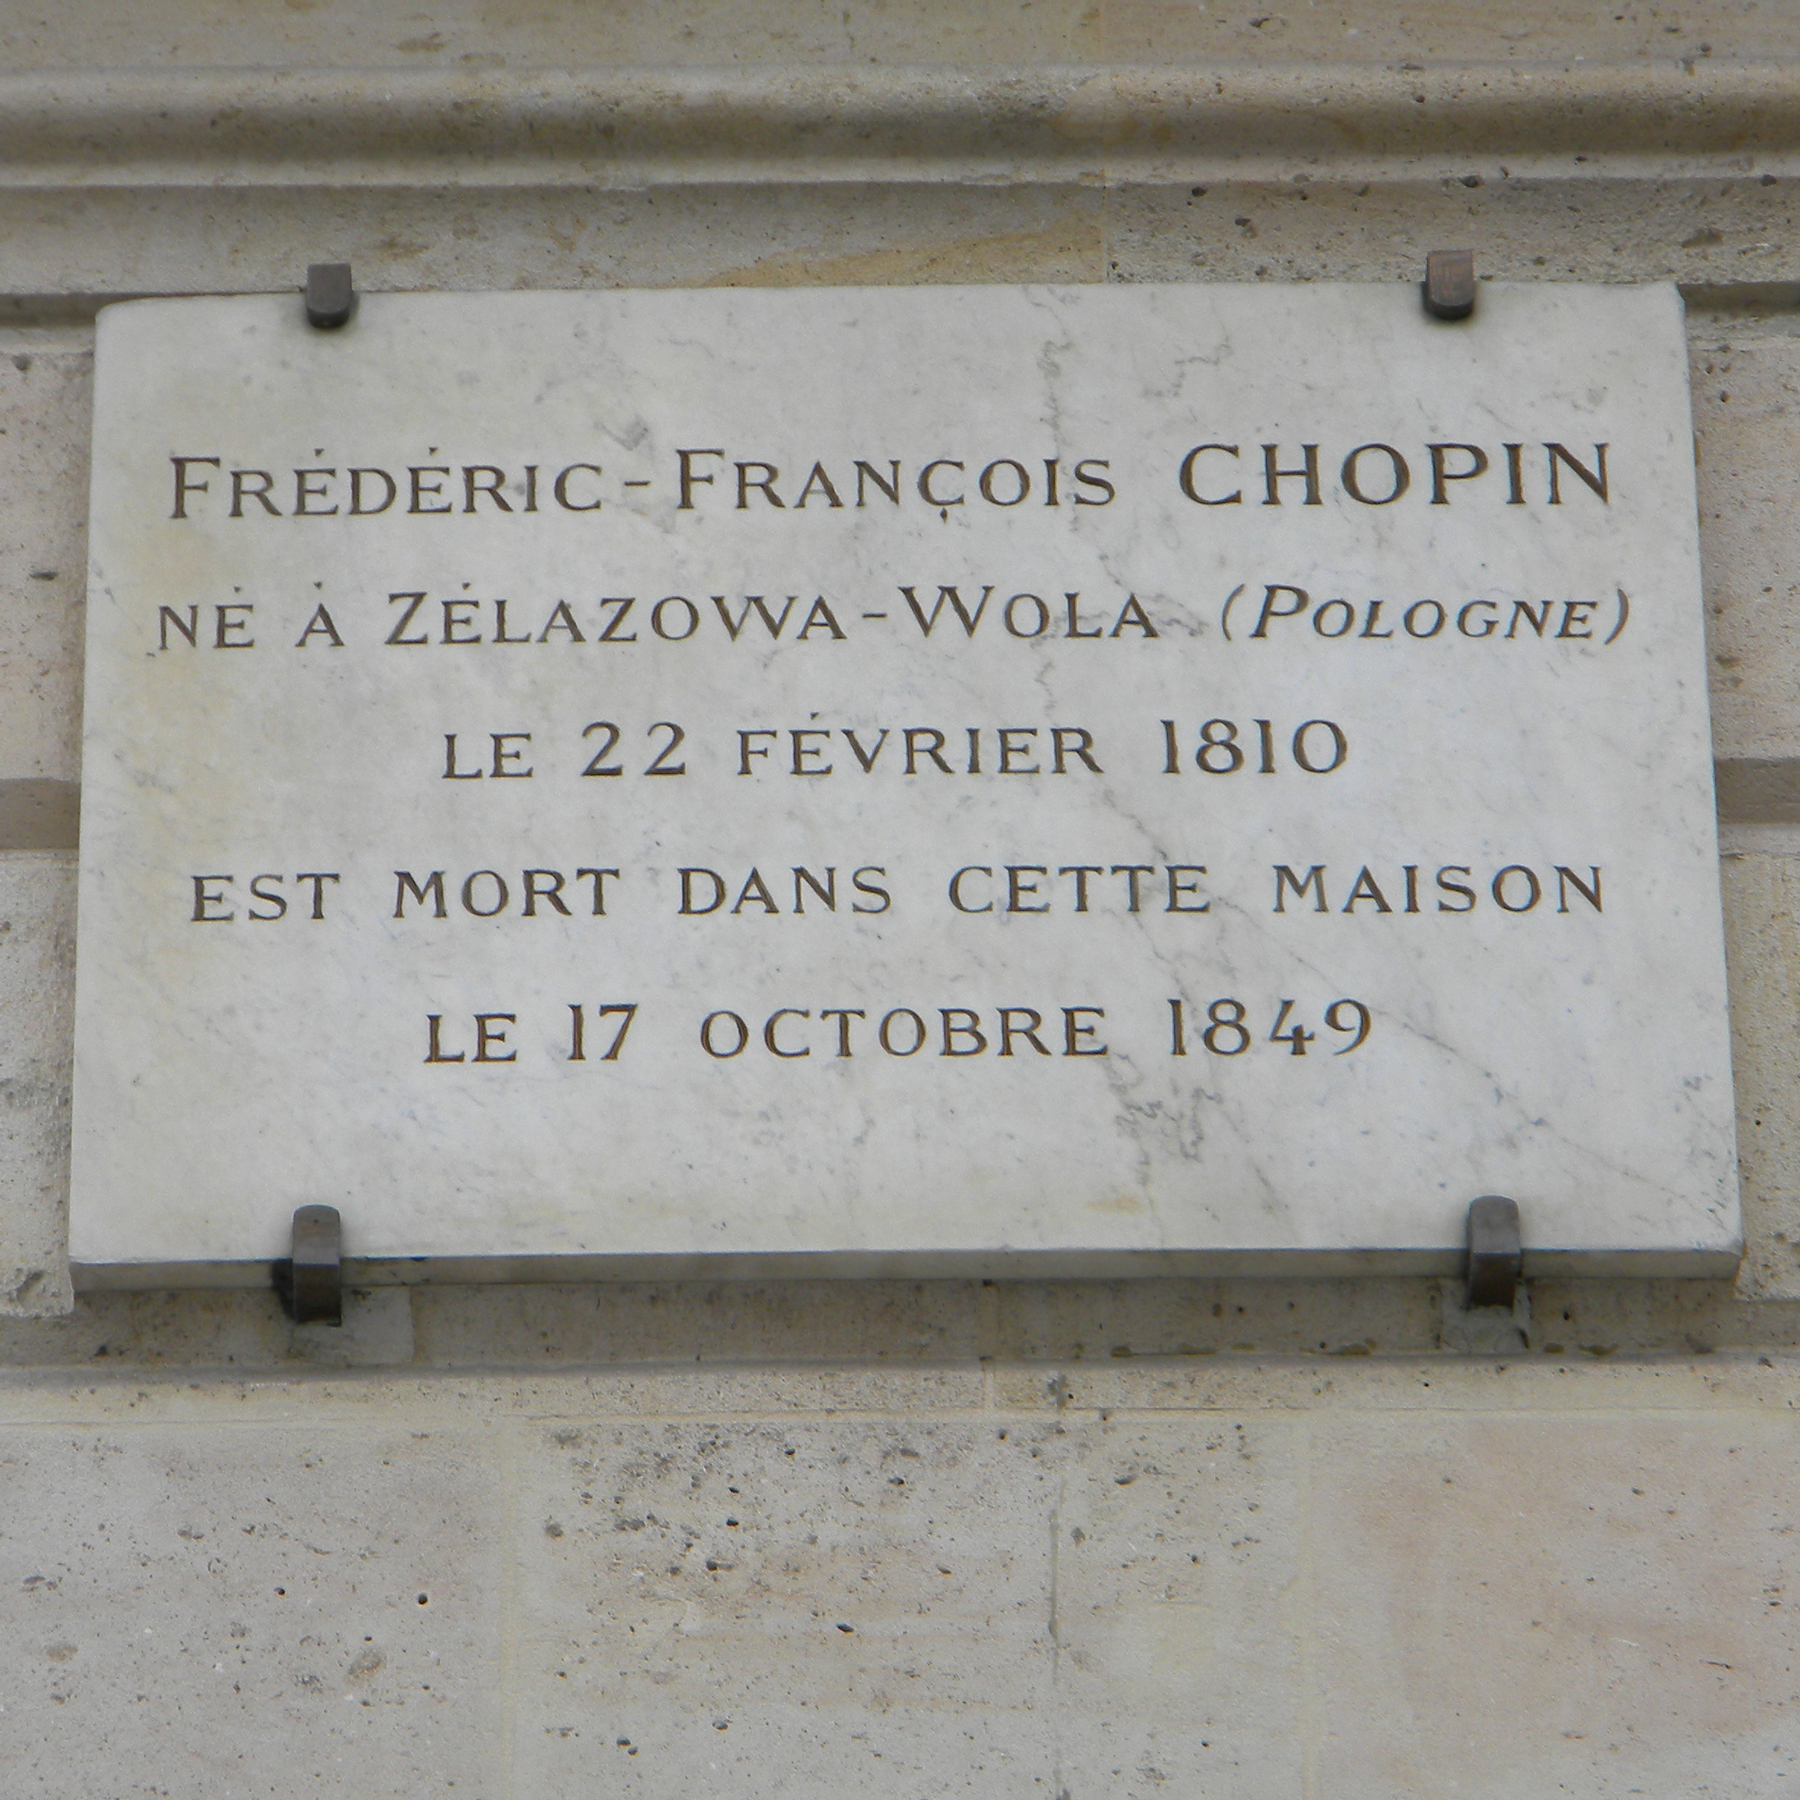 FRÉDÉRIC-FRANÇOIS CHOPIN
NÉ À ZÉLAZOWA-WOLA (POLOGNE)
LE 22 FÉVRIER 1810
EST MORT DANS CETTE MAISON
LE 17 OCTOBRE 1849